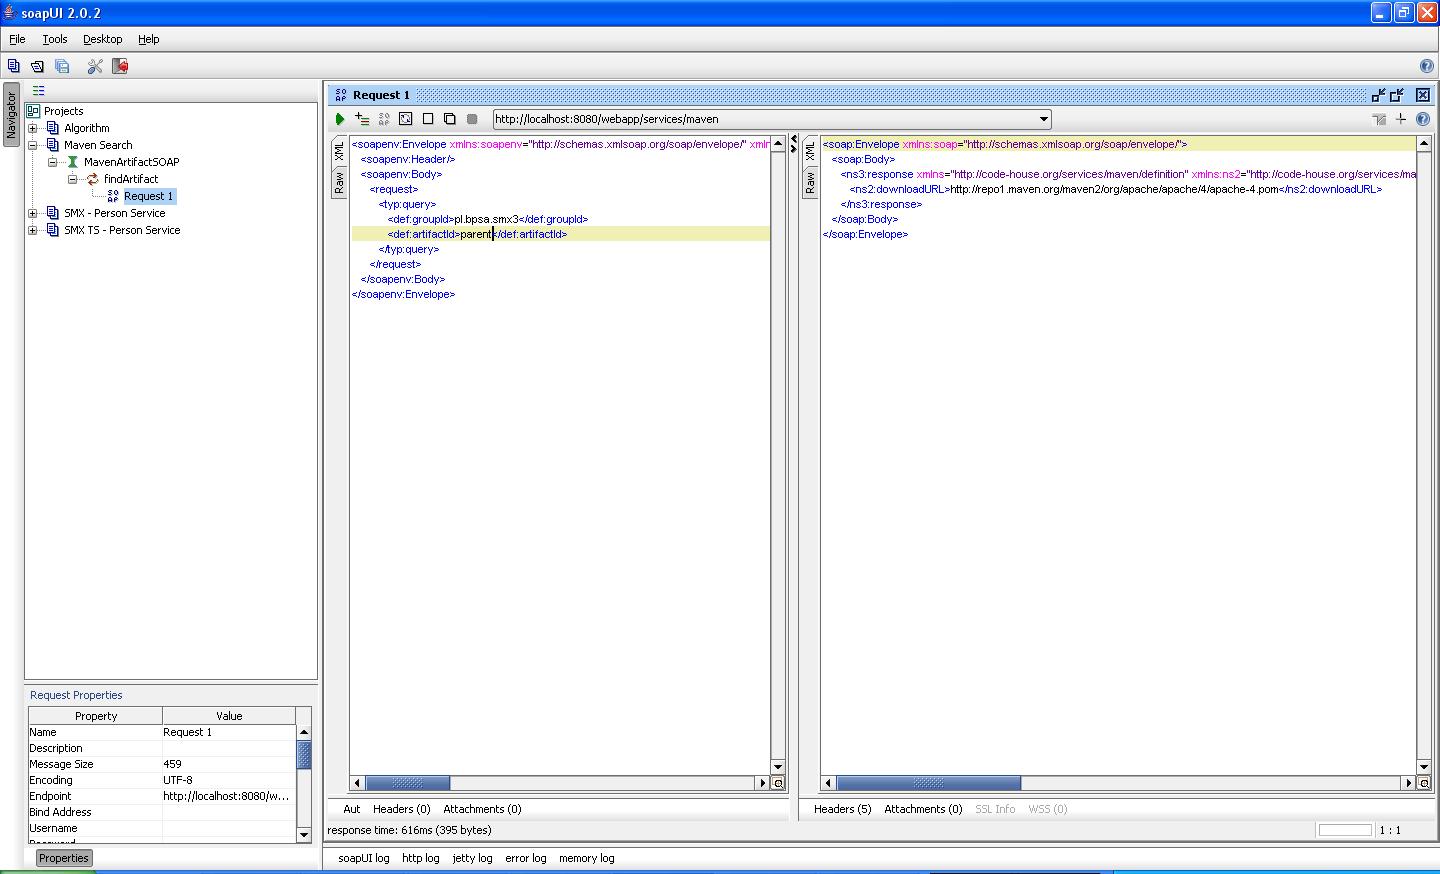 soapUI 2.0.2
File Tools Desktop Help
Navigator
Projects
Algorithm
Maven Search
MavenArtifactSOAP
findArtifact
Request 1
SMX - Person Service
SMX TS - Person Service
Request Properties
Property Value
Name Request 1
Description
Message Size 459
Encoding UTF-8
Endpoint http://localhost:8080/w...
Bind Address
Username
Password
Properties
SO AP Request 1
http://localhost:8080/webapp/services/maven
XML
Raw
<soapenv:Envelope xmlns:soapenv="http://schemas.xmlsoap.org/soap/envelope/" xmln
<soapenv:Header/>
<soapenv:Body>
<request>
<typ:query>
<def:groupId>pl.bpsa.smx3</def:groupId>
<def:artifactId>parent</def:artifactId>
</typ:query>
</request>
</soapenv:Body>
</soapenv:Envelope>
XML
Raw
<soap:Envelope xmlns:soap="http://schemas.xmlsoap.org/soap/envelope/">
<soap:Body>
<ns3:response xmlns="http://code-house.org/services/maven/definition" xmlns:ns2="http://code-house.org/services/ma
<ns2:downloadURL>http://repo1.maven.org/maven2/org/apache/apache/4/apache-4.pom</ns2:downloadURL>
</ns3:response>
</soap:Body>
</soap:Envelope>
Aut Headers (0) Attachments (0)
Headers (5) Attachments (0) SSL Info WSS (0)
response time: 616ms (395 bytes)
1 : 1
soapUI log http log jetty log error log memory log